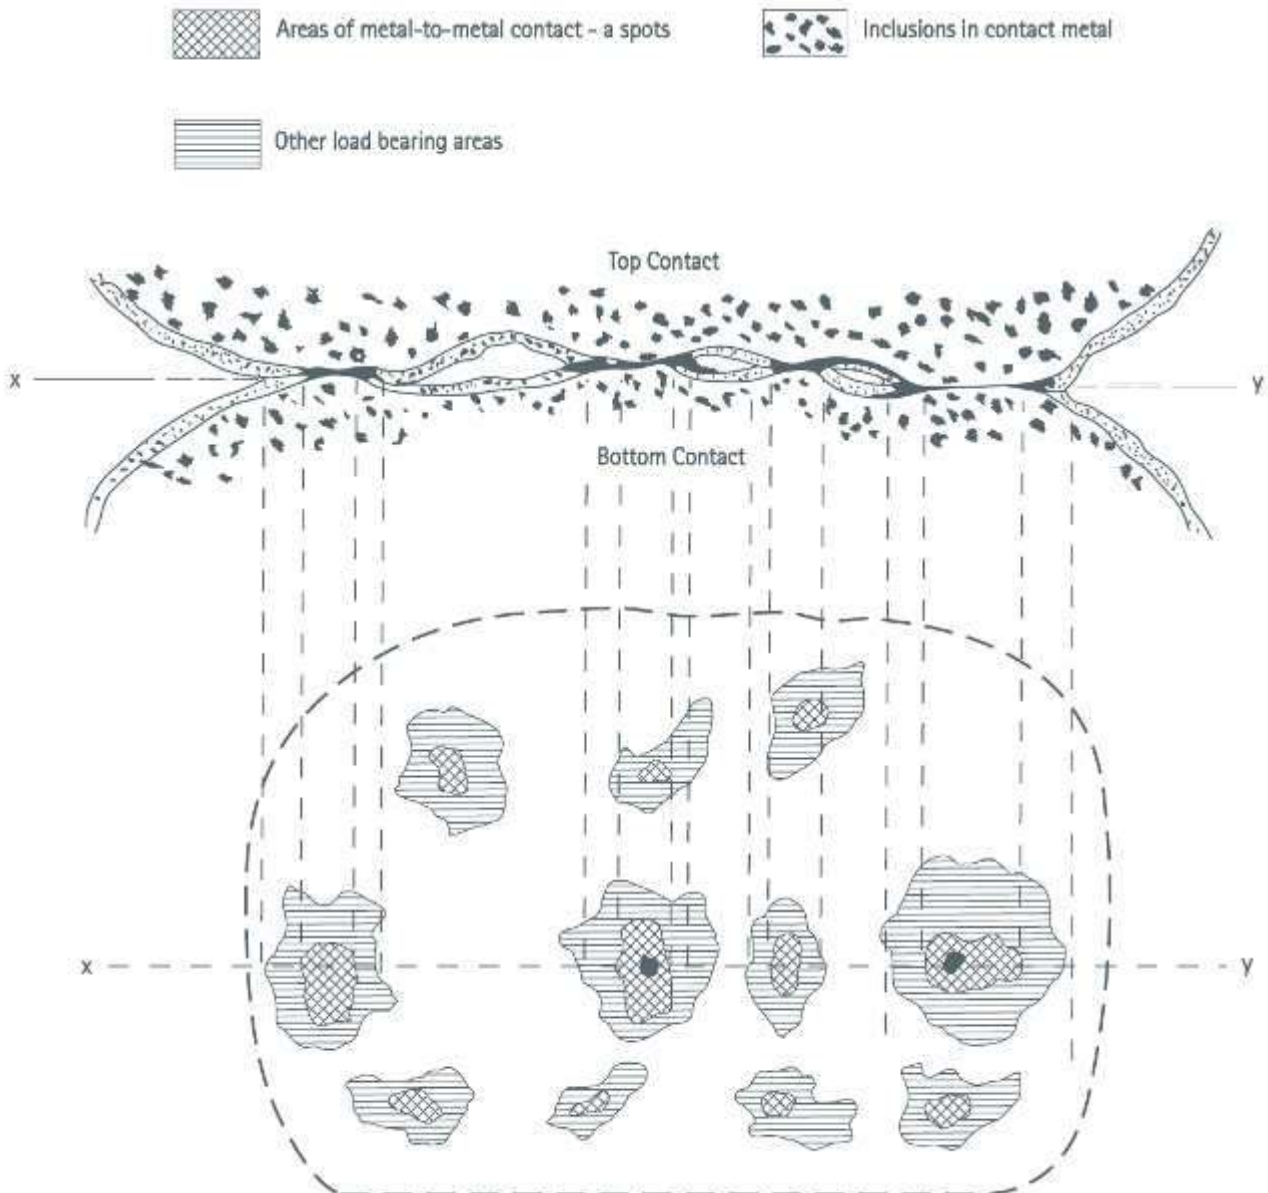 Areas of metal-to-metal contact - a spots
Inclusions in contact metal
Other load bearing areas
Top Contact
x
y
Bottom Contact
x
y